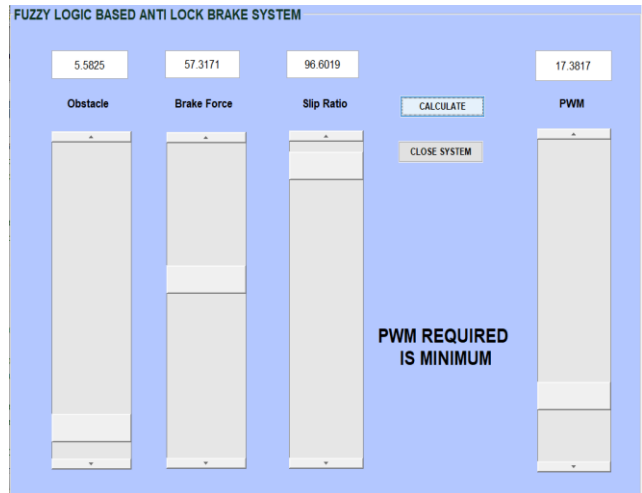 FUZZY LOGIC BASED ANTI LOCK BRAKE SYSTEM
5.5825
57.3171
96.6019
17.3817
Obstacle
Brake Force
Slip Ratio
CALCULATE
PWM
CLOSE SYSTEM
PWM REQUIRED
IS MINIMUM